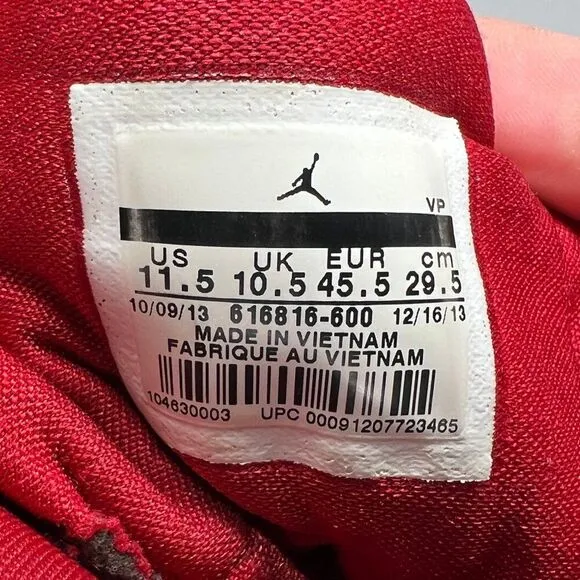 VP
US UK EUR cm
11.5 10.5 45.5 29.5
10/09/13 616816-600 12/16/13
MADE IN VIETNAM
FABRIQUE AU VIETNAM
104630003 UPC 00091207723465